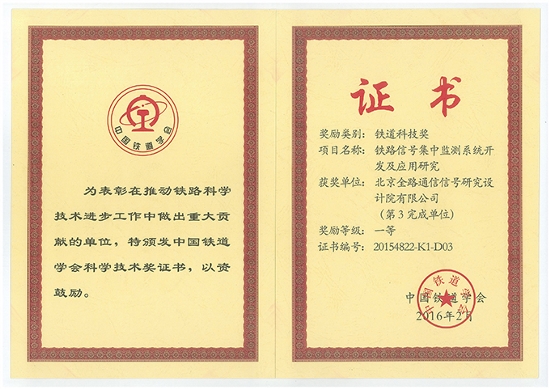 中国铁道学会
为表彰在推动铁路科学
技术进步工作中做出重大贡
献的单位，特颁发中国铁道
学会科学技术奖证书，以资
鼓励。
证书
奖励类别：铁道科技奖
项目名称：铁路信号集中监测系统开
发及应用研究
获奖单位：北京全路通信信号研究设
计院有限公司
（第3完成单位）
奖励等级：一等
证书编号：20154822-K1-D03
中国铁道学会
2016年2月
中国铁道学会